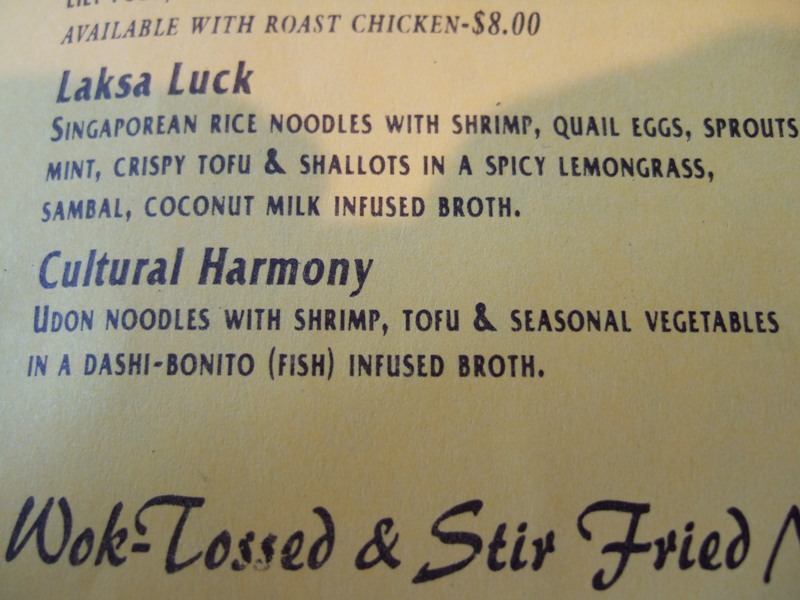 AVAILABLE WITH ROAST CHICKEN-$8.00
Laksa Luck
SINGAPOREAN RICE NOODLES WITH SHRIMP, QUAIL EGGS, SPROUTS
MINT, CRISPY TOFU & SHALLOTS IN A SPICY LEMONGRASS,
SAMBAL, COCONUT MILK INFUSED BROTH.
Cultural Harmony
UDON NOODLES WITH SHRIMP, TOFU & SEASONAL VEGETABLES
IN A DASHI-BONITO (FISH) INFUSED BROTH.
Wok-Tossed & Stir Fried